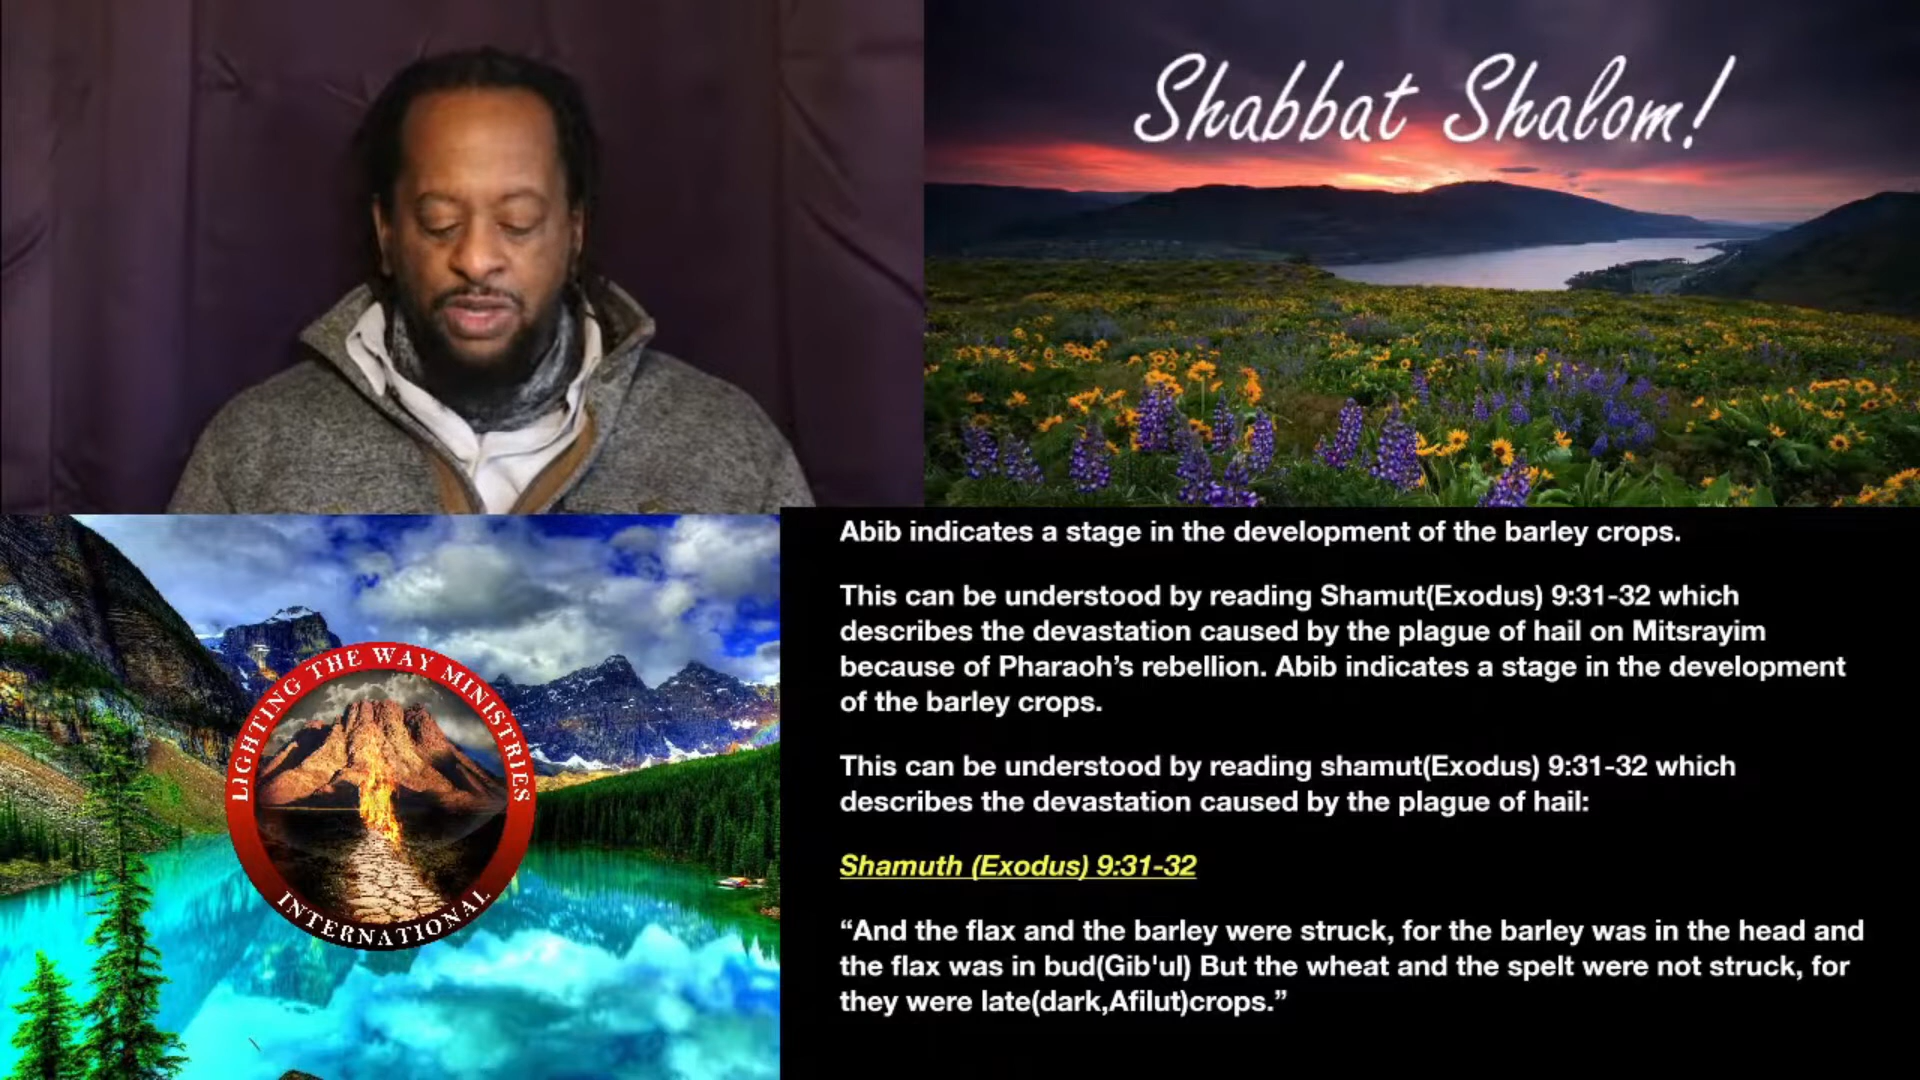 Shabbat Shalom!
LIGHTING THE WAY MINISTRIES
INTERNATIONAL
Abib indicates a stage in the development of the barley crops.
This can be understood by reading Shamut(Exodus) 9:31-32 which
describes the devastation caused by the plague of hail on Mitsrayim
because of Pharaoh’s rebellion. Abib indicates a stage in the development
of the barley crops.
This can be understood by reading shamut(Exodus) 9:31-32 which
describes the devastation caused by the plague of hail:
Shamuth (Exodus) 9:31-32
“And the flax and the barley were struck, for the barley was in the head and
the flax was in bud(Gib'ul) But the wheat and the spelt were not struck, for
they were late(dark,Afilut)crops.”